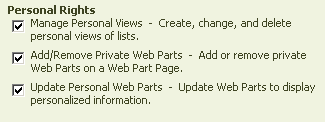 Personal Rights
Manage Personal Views  -  Create, change, and delete
personal views of lists.
Add/Remove Private Web Parts  -  Add or remove private
Web Parts on a Web Part Page.
Update Personal Web Parts  -  Update Web Parts to display
personalized information.